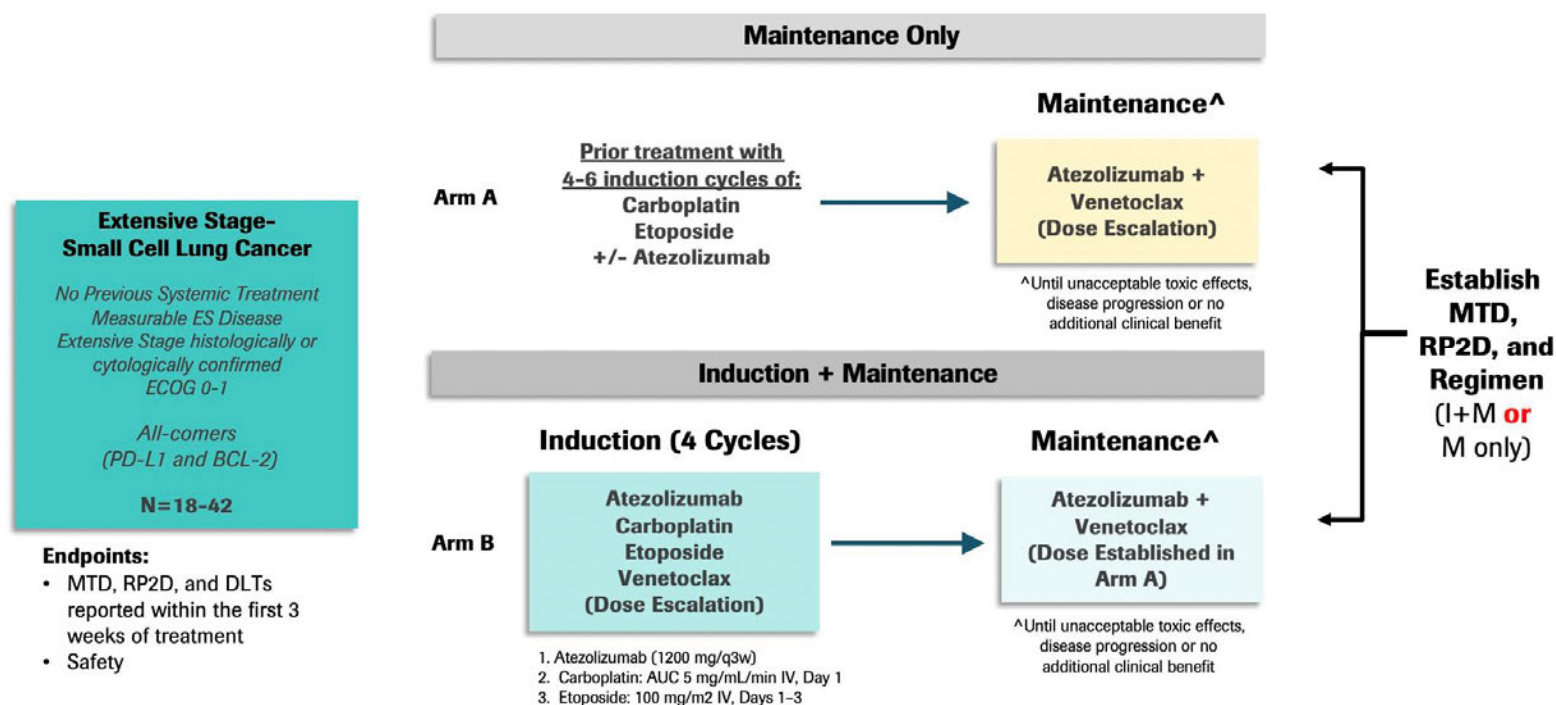 Maintenance Only
Maintenance^
Arm A
Prior treatment with
4-6 induction cycles of:
Carboplatin
Etoposide
+/- Atezolizumab
Atezolizumab +
Venetoclax
(Dose Escalation)
^Until unacceptable toxic effects,
disease progression or no
additional clinical benefit
Extensive Stage-
Small Cell Lung Cancer
No Previous Systemic Treatment
Measurable ES Disease
Extensive Stage histologically or
cytologically confirmed
ECOG 0-1
All-comers
(PD-L1 and BCL-2)
N=18-42
Endpoints:
• MTD, RP2D, and DLTs
reported within the first 3
weeks of treatment
• Safety
Induction + Maintenance
Induction (4 Cycles)
Maintenance^
Arm B
Atezolizumab
Carboplatin
Etoposide
Venetoclax
(Dose Escalation)
1. Atezolizumab (1200 mg/q3w)
2. Carboplatin: AUC 5 mg/mL/min IV, Day 1
3. Etoposide: 100 mg/m2 IV, Days 1-3
Atezolizumab +
Venetoclax
(Dose Established in
Arm A)
^Until unacceptable toxic effects,
disease progression or no
additional clinical benefit
Establish
MTD,
RP2D, and
Regimen
(I+M or
M only)